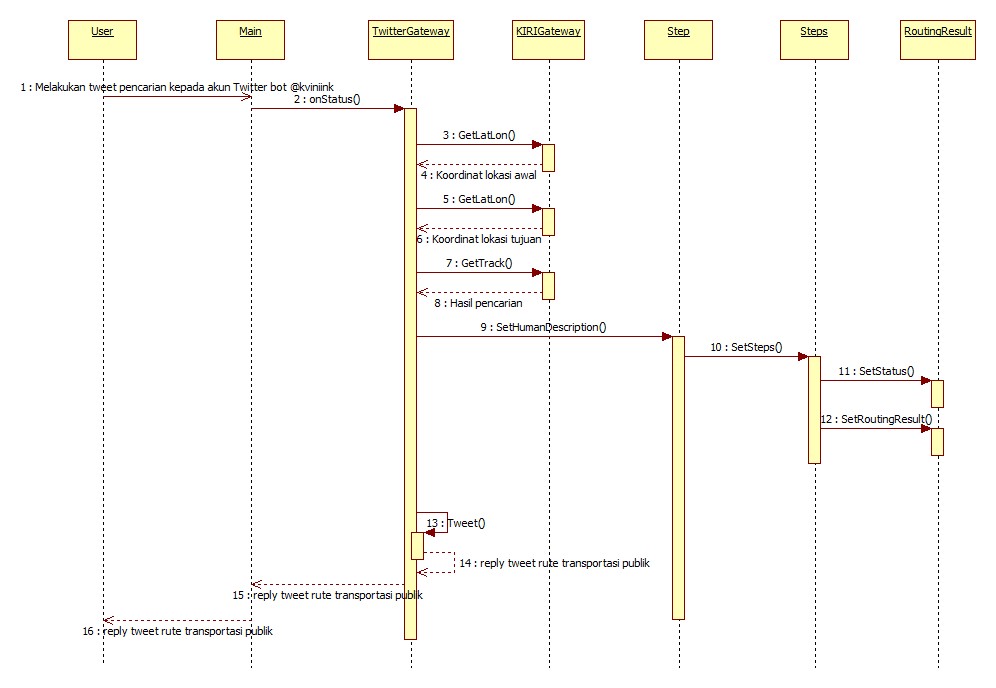 User
Main
TwitterGateway
KIRIGateway
Step
Steps
RoutingResult
1 : Melakukan tweet pencarian kepada akun Twitter bot @kviniiink
2 : onStatus()
3 : GetLatLon()
4 : Koordinat lokasi awal
5 : GetLatLon()
6 : Koordinat lokasi tujuan
7 : GetTrack()
8 : Hasil pencarian
9 : SetHumanDescription()
10 : SetSteps()
11 : SetStatus()
12 : SetRoutingResult()
13 : Tweet()
14 : reply tweet rute transportasi publik
15 : reply tweet rute transportasi publik
16 : reply tweet rute transportasi publik